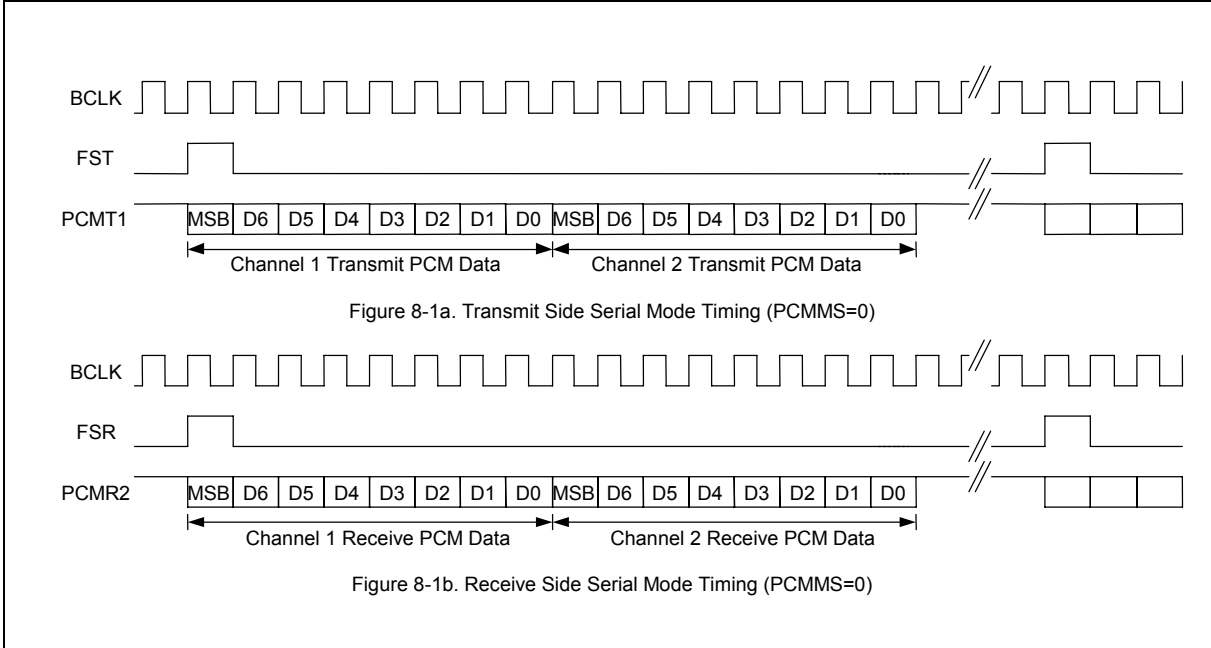 BCLK
FST
PCMT1 MSB D6 D5 D4 D3 D2 D1 D0 MSB D6 D5 D4 D3 D2 D1 D0
Channel 1 Transmit PCM Data Channel 2 Transmit PCM Data
Figure 8-1a. Transmit Side Serial Mode Timing (PCMMS=0)
BCLK
FSR
PCMR2 MSB D6 D5 D4 D3 D2 D1 D0 MSB D6 D5 D4 D3 D2 D1 D0
Channel 1 Receive PCM Data Channel 2 Receive PCM Data
Figure 8-1b. Receive Side Serial Mode Timing (PCMMS=0)